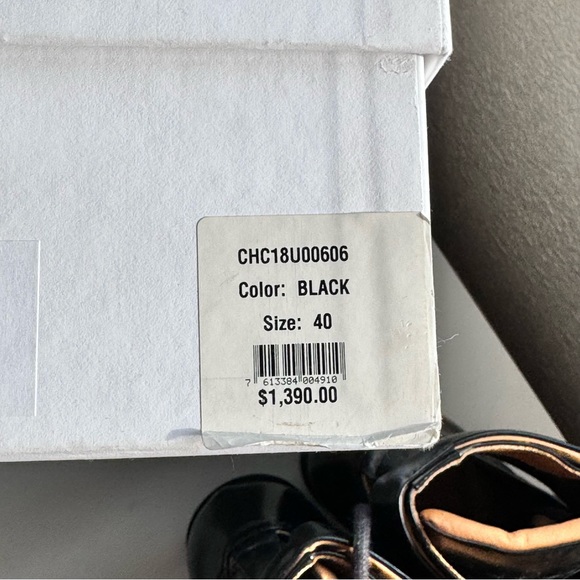 CHC18U00606
Color: BLACK
Size: 40
7 613384 004910
$1,390.00